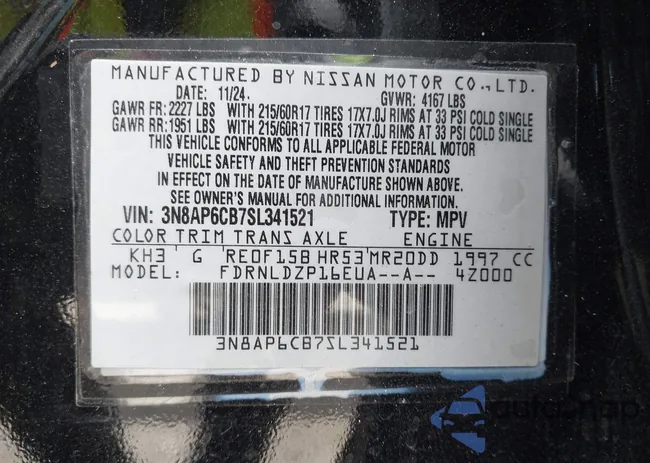 MANUFACTURED BY NISSAN MOTOR CO., LTD.
DATE: 11/24. GVWR: 4167 LBS
GAWR FR: 2227 LBS WITH 215/60R17 TIRES 17X7.0J RIMS AT 33 PSI COLD SINGLE
GAWR RR: 1951 LBS WITH 215/60R17 TIRES 17X7.0J RIMS AT 33 PSI COLD SINGLE
THIS VEHICLE CONFORMS TO ALL APPLICABLE FEDERAL MOTOR
VEHICLE SAFETY AND THEFT PREVENTION STANDARDS
IN EFFECT ON THE DATE OF MANUFACTURE SHOWN ABOVE.
SEE OWNER'S MANUAL FOR ADDITIONAL INFORMATION.
VIN: 3N8AP6CB7SL341521 TYPE: MPV
COLOR TRIM TRANS AXLE ENGINE
KH3 ' G RE0F15B HR53'MR20DD 1997 CC
MODEL: FDRNLDZP16EUA--A-- 4Z000
3N8AP6CB7SL341521
autoSnap